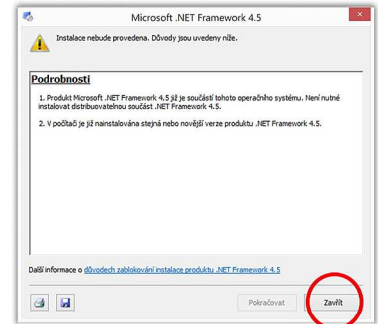 Microsoft .NET Framework 4.5
Instalace nebude provedena. Důvody jsou uvedeny níže.
Podrobnosti
1. Produkt Microsoft .NET Framework 4.5 již je součástí tohoto operačního systému. Není nutné
instalovat distribuovatelnou součást .NET Framework 4.5.
2. V počítači je již nainstalována stejná nebo novější verze produktu .NET Framework 4.5.
Další informace o důvodech zablokování instalace produktu .NET Framework 4.5
Pokračovat
Zavřít